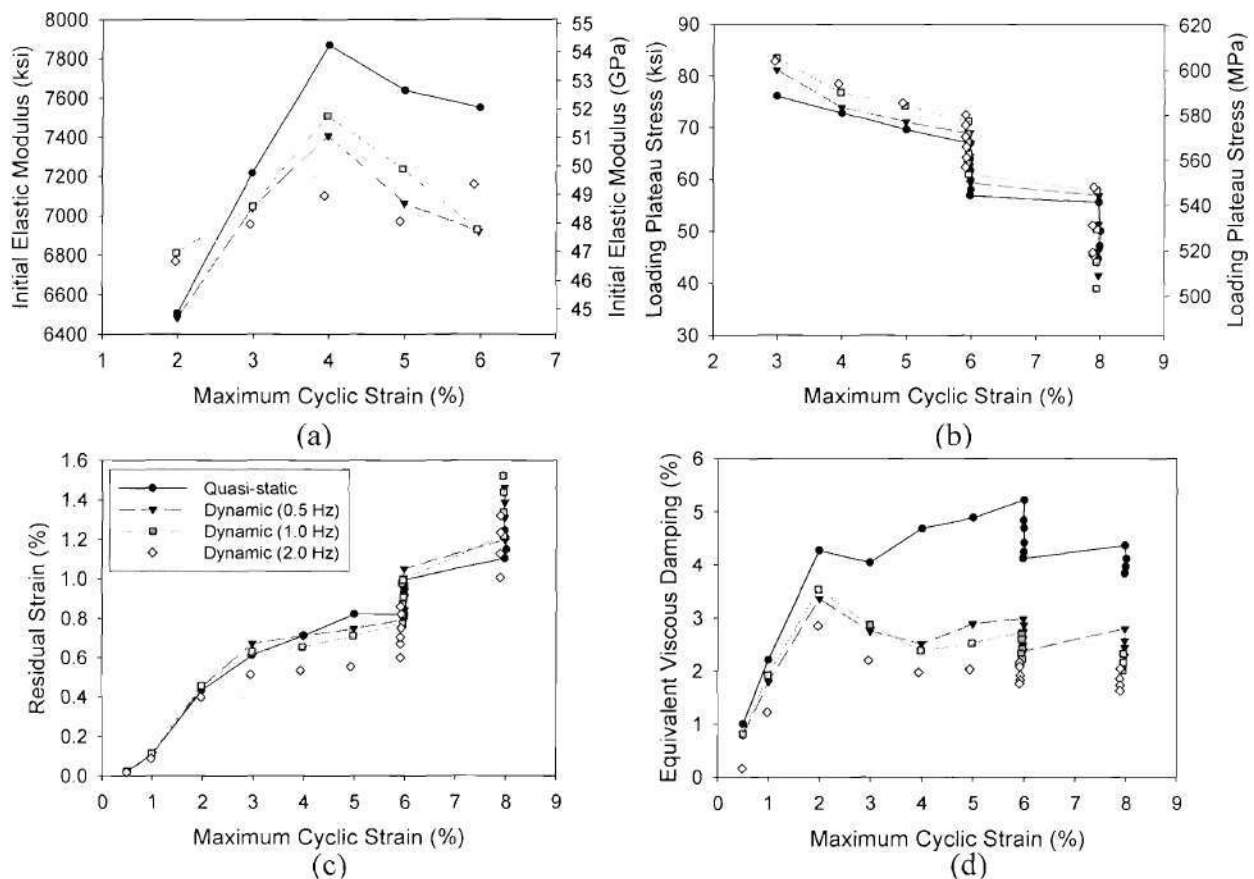 Initial Elastic Modulus (ksi)
8000
7800
7600
7400
7200
7000
6800
6600
6400
55
54
53
52
51
50
49
48
47
46
45
Initial Elastic Modulus (GPa)
1 2 3 4 5 6 7
Maximum Cyclic Strain (%)
(a)
Loading Plateau Stress (ksi)
90
80
70
60
50
40
30
620
600
580
560
540
520
500
Loading Plateau Stress (MPa)
2 3 4 5 6 7 8 9
Maximum Cyclic Strain (%)
(b)
Residual Strain (%)
1.6
1.4
1.2
1.0
0.8
0.6
0.4
0.2
0.0
Quasi-static
Dynamic (0.5 Hz)
Dynamic (1.0 Hz)
Dynamic (2.0 Hz)
0 1 2 3 4 5 6 7 8 9
Maximum Cyclic Strain (%)
(c)
Equivalent Viscous Damping (%)
6
5
4
3
2
1
0
0 1 2 3 4 5 6 7 8 9
Maximum Cyclic Strain (%)
(d)